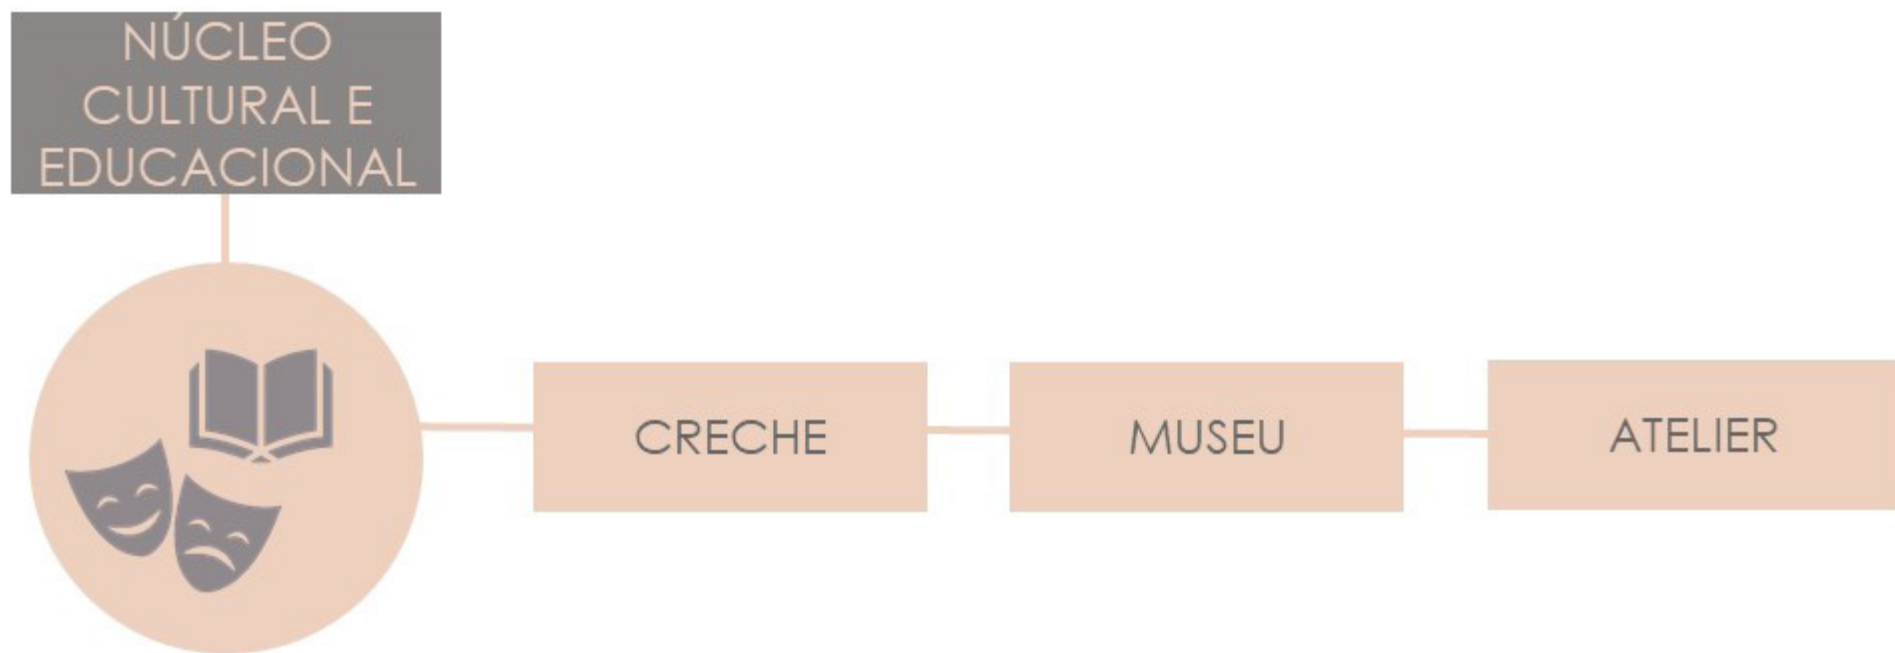 NÚCLEO
CULTURAL E
EDUCACIONAL
CRECHE
MUSEU
ATELIER